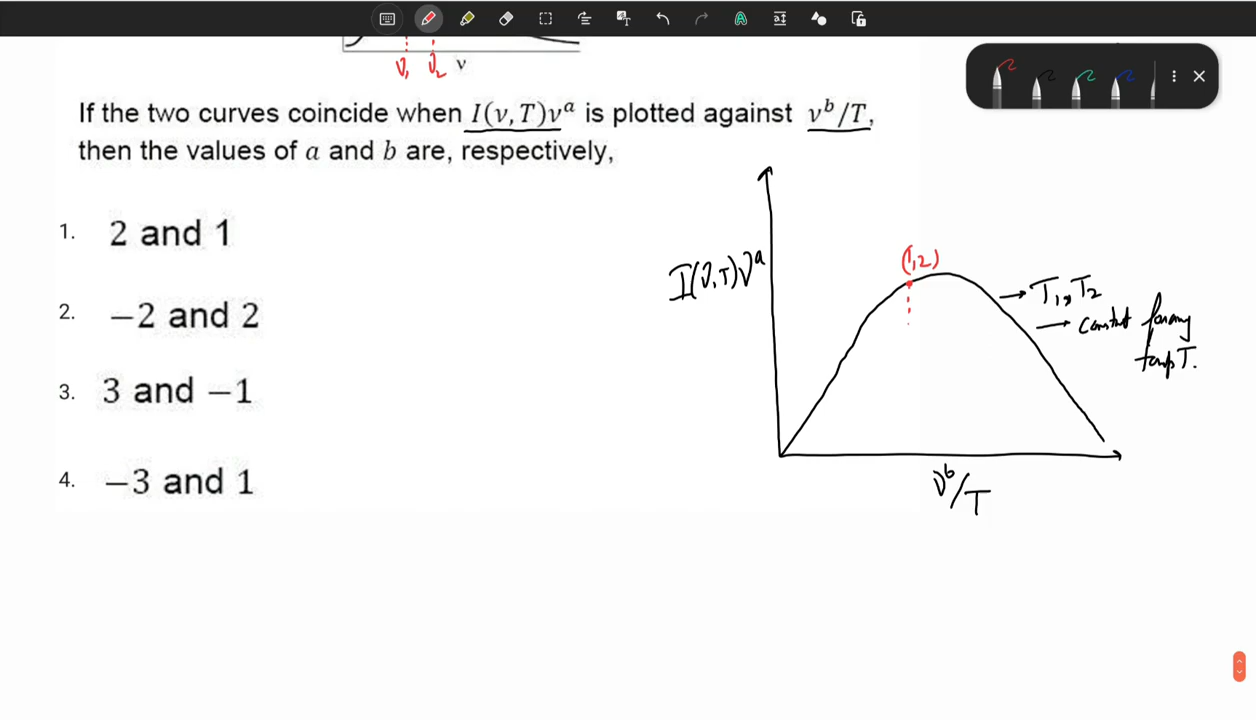 ν₁ ν₂ ν
If the two curves coincide when I(ν, T)νᵃ is plotted against νᵇ/T,
then the values of a and b are, respectively,
1. 2 and 1
2. −2 and 2
3. 3 and −1
4. −3 and 1
I(ν,T)νᵃ
(1,2)
→ T₁, T₂
→ constant for any
temp T.
νᵇ/T